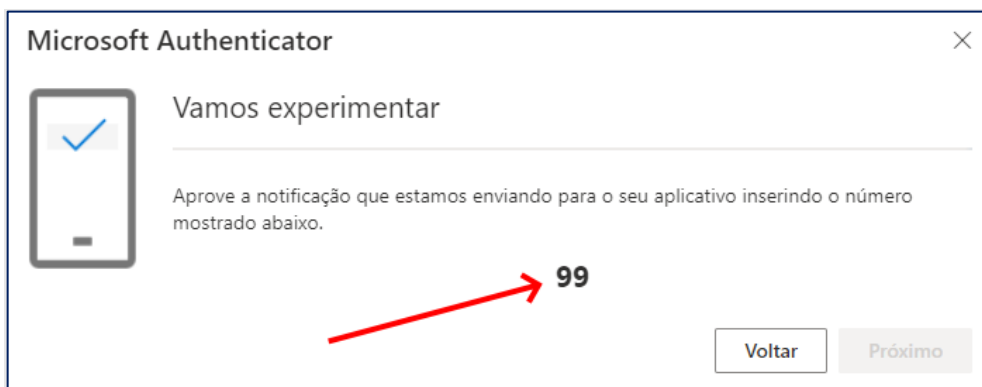 Microsoft Authenticator
Vamos experimentar
Aprove a notificação que estamos enviando para o seu aplicativo inserindo o número
mostrado abaixo.
99
Voltar
Próximo